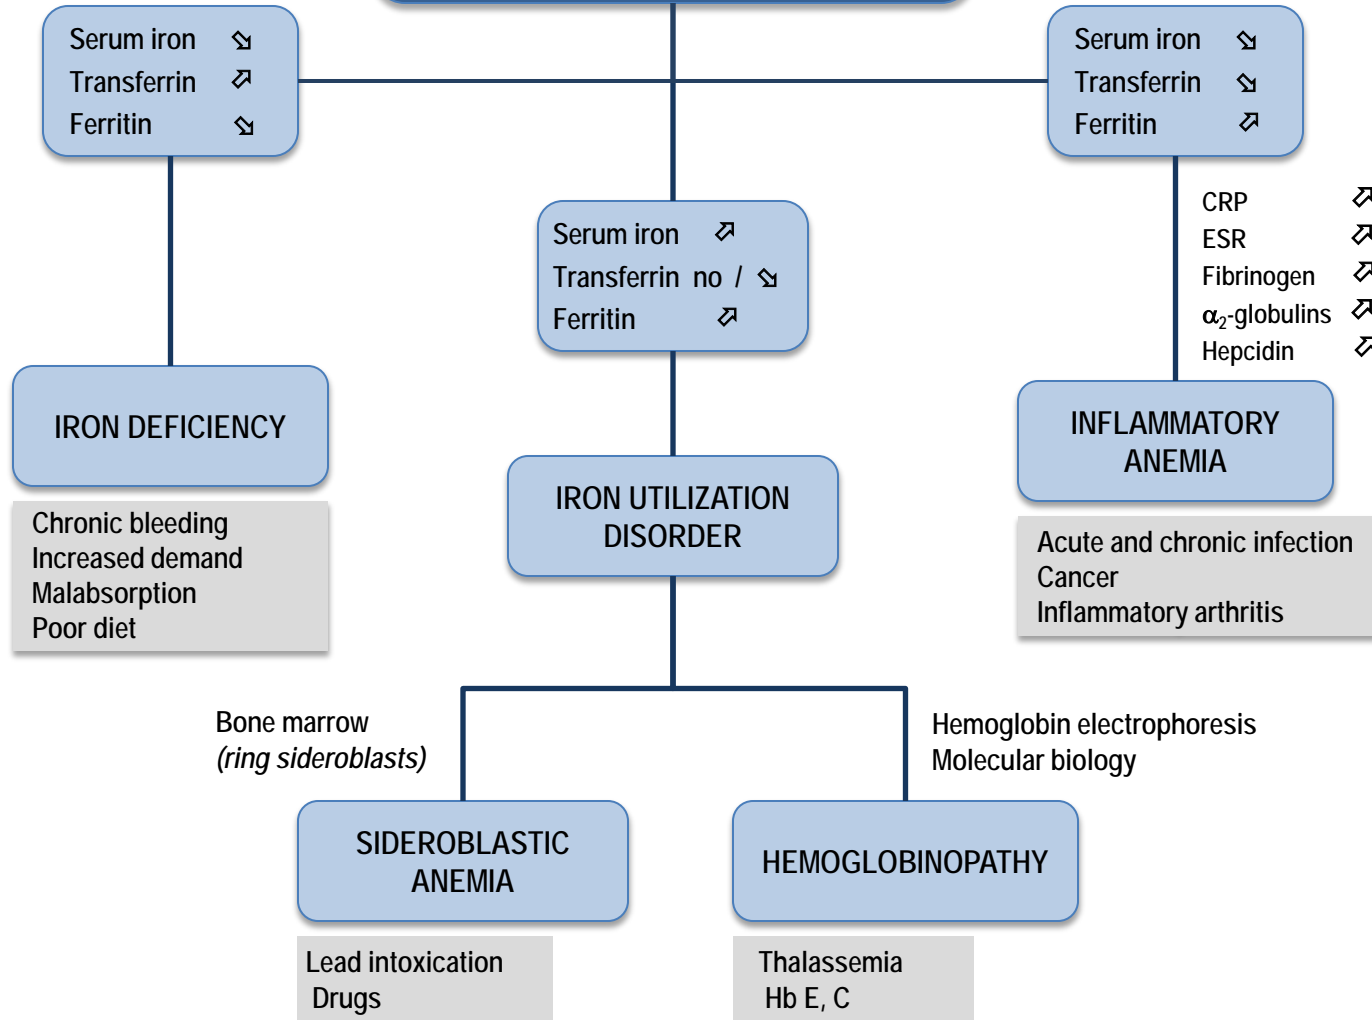 Serum iron ⬂
Transferrin ⬀
Ferritin ⬂
Serum iron ⬂
Transferrin ⬂
Ferritin ⬀
CRP ⬀
ESR ⬀
Fibrinogen ⬀
α₂-globulins ⬀
Hepcidin ⬀
Serum iron ⬀
Transferrin no / ⬂
Ferritin ⬀
IRON DEFICIENCY
Chronic bleeding
Increased demand
Malabsorption
Poor diet
IRON UTILIZATION
DISORDER
INFLAMMATORY
ANEMIA
Acute and chronic infection
Cancer
Inflammatory arthritis
Bone marrow
(ring sideroblasts)
Hemoglobin electrophoresis
Molecular biology
SIDEROBLASTIC
ANEMIA
Lead intoxication
Drugs
HEMOGLOBINOPATHY
Thalassemia
Hb E, C